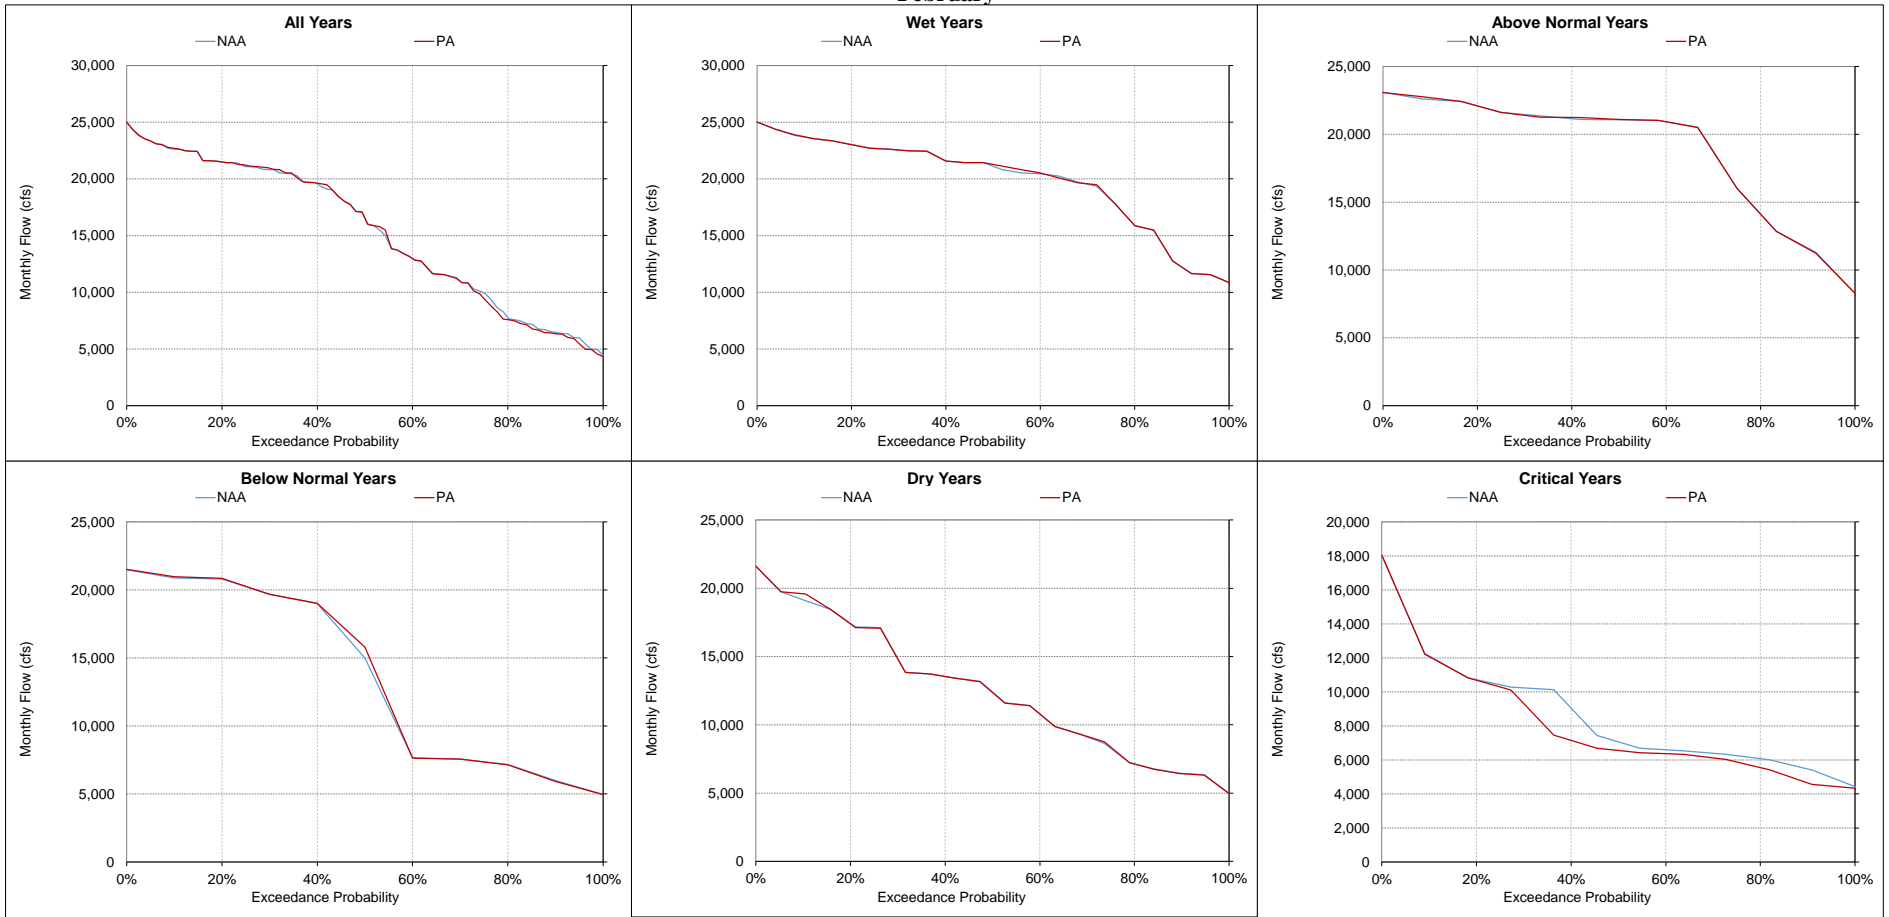 February
All Years
NAA PA
30,000
25,000
20,000
15,000
10,000
5,000
0
Monthly Flow (cfs)
0% 20% 40% 60% 80% 100%
Exceedance Probability
Wet Years
NAA PA
30,000
25,000
20,000
15,000
10,000
5,000
0
Monthly Flow (cfs)
0% 20% 40% 60% 80% 100%
Exceedance Probability
Above Normal Years
NAA PA
25,000
20,000
15,000
10,000
5,000
0
Monthly Flow (cfs)
0% 20% 40% 60% 80% 100%
Exceedance Probability
Below Normal Years
NAA PA
25,000
20,000
15,000
10,000
5,000
0
Monthly Flow (cfs)
0% 20% 40% 60% 80% 100%
Exceedance Probability
Dry Years
NAA PA
25,000
20,000
15,000
10,000
5,000
0
Monthly Flow (cfs)
0% 20% 40% 60% 80% 100%
Exceedance Probability
Critical Years
NAA PA
20,000
18,000
16,000
14,000
12,000
10,000
8,000
6,000
4,000
2,000
0
Monthly Flow (cfs)
0% 20% 40% 60% 80% 100%
Exceedance Probability